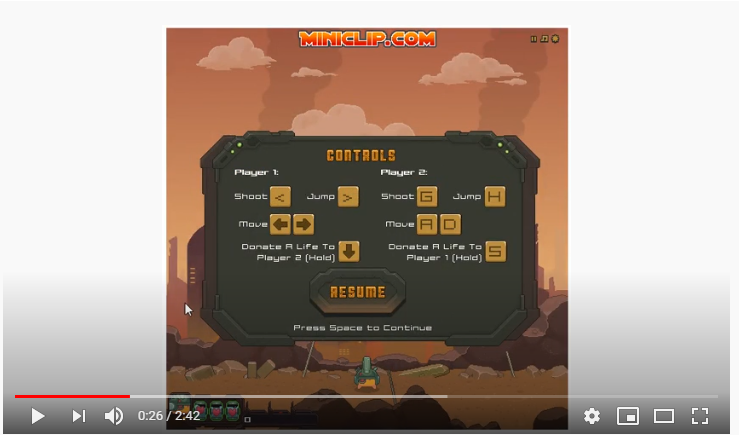 MINICLIP.COM
CONTROLS
Player 1:
Player 2:
Shoot < Jump >
Shoot G Jump H
Move
Move A D
Donate A Life To
Player 2 (Hold)
Donate A Life To
Player 1 (Hold) S
RESUME
Press Space to Continue
0:26 / 2:42